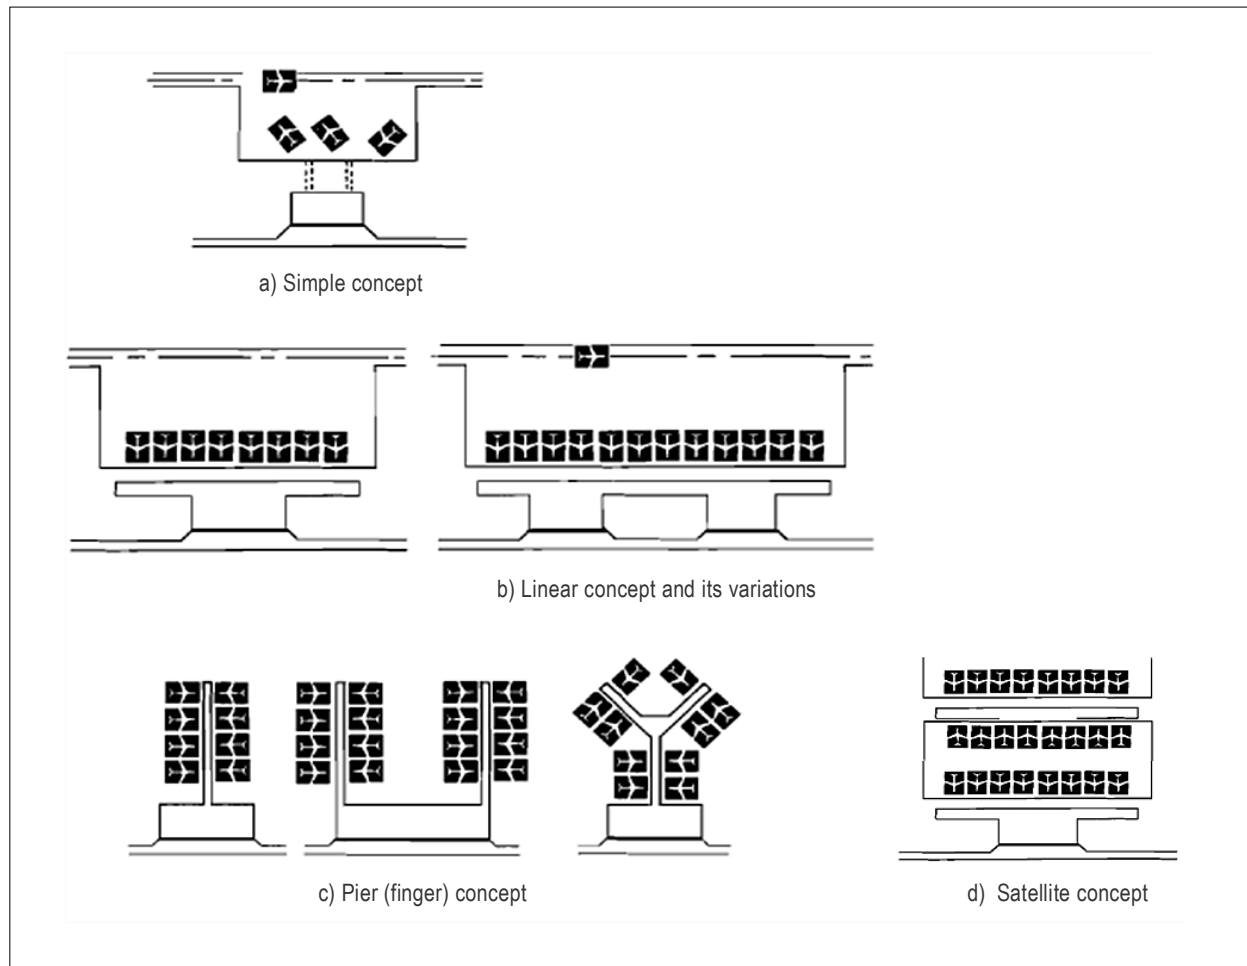 a) Simple concept
b) Linear concept and its variations
c) Pier (finger) concept
d) Satellite concept